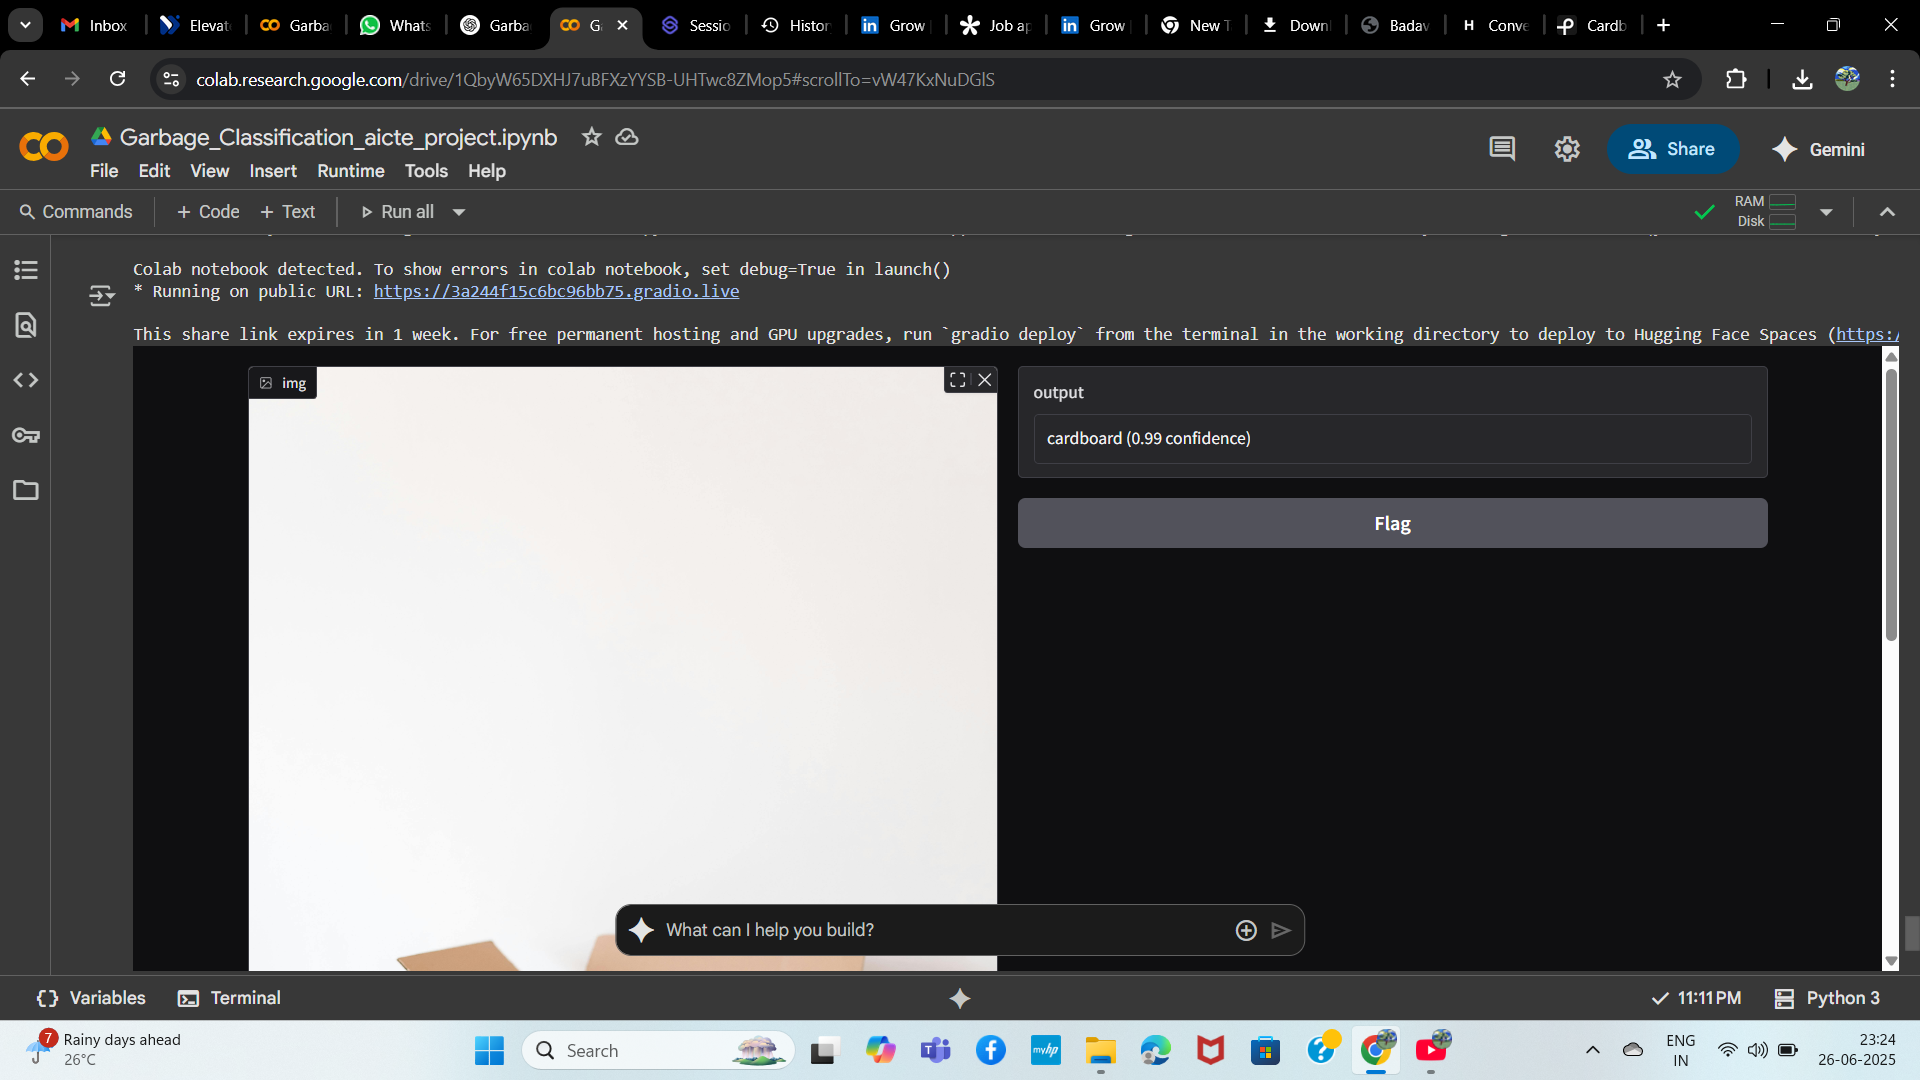 Inbox
Elevat
Garba
Whats
Garba
G
Sessio
Histor
Grow
Job ap
Grow
New T
Downl
Badav
Conve
Cardb
colab.research.google.com/drive/1QbyW65DXHJ7uBFXzYYSB-UHTwc8ZMop5#scrollTo=vW47KxNuDGlS
Garbage_Classification_aicte_project.ipynb
File Edit View Insert Runtime Tools Help
Share
Gemini
Commands + Code + Text Run all
RAM
Disk
Colab notebook detected. To show errors in colab notebook, set debug=True in launch()
* Running on public URL: https://3a244f15c6bc96bb75.gradio.live
This share link expires in 1 week. For free permanent hosting and GPU upgrades, run `gradio deploy` from the terminal in the working directory to deploy to Hugging Face Spaces (https:/
img
output
cardboard (0.99 confidence)
Flag
What can I help you build?
Variables Terminal
11:11 PM Python 3
7
Rainy days ahead
26°C
Search
myhp
ENG
IN
23:24
26-06-2025